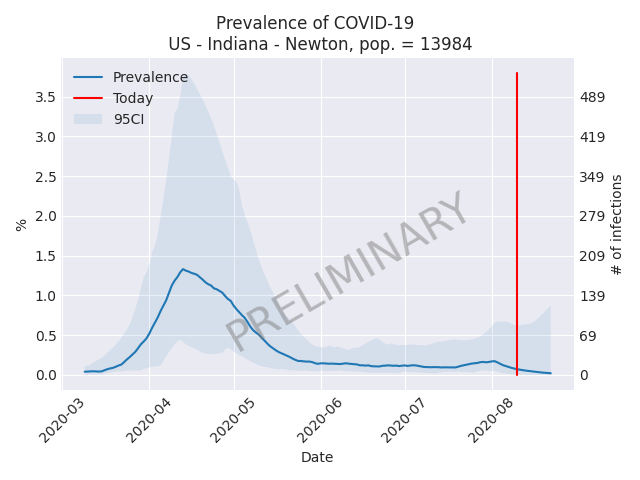 Prevalence of COVID-19
US - Indiana - Newton, pop. = 13984
Prevalence
Today
95CI
3.5
3.0
2.5
2.0
1.5
1.0
0.5
0.0
%
489
419
349
279
209
139
69
0
# of infections
PRELIMINARY
2020-03
2020-04
2020-05
2020-06
2020-07
2020-08
Date